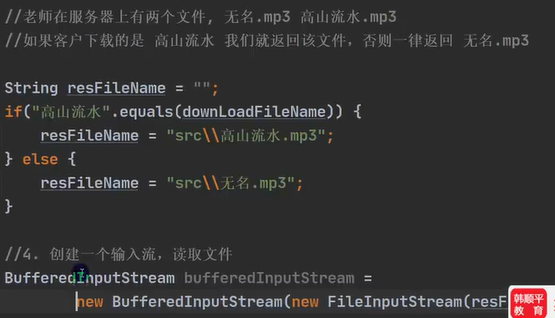 //老师在服务器上有两个文件, 无名.mp3 高山流水.mp3
//如果客户下载的是 高山流水 我们就返回该文件，否则一律返回 无名.mp3
String resFileName = "";
if("高山流水".equals(downLoadFileName)) {
resFileName = "src\\高山流水.mp3";
} else {
resFileName = "src\\无名.mp3";
}
//4. 创建一个输入流，读取文件
BufferedInputStream bufferedInputStream =
new BufferedInputStream(new FileInputStream(resF
韩顺平
教育